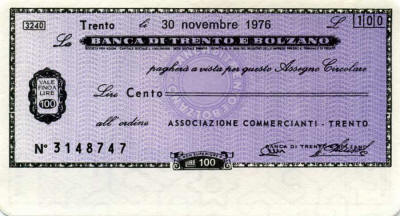 3240 Trento li 30 novembre 1976 £ 100
La BANCA DI TRENTO E BOLZANO
pagherà a vista per questo Assegno Circolare
VALE FINO A LIRE 100
Lire Cento
all'ordine ASSOCIAZIONE COMMERCIANTI - TRENTO
N° 3148747
BANCA DI TRENTO E BOLZANO
LIRE 100